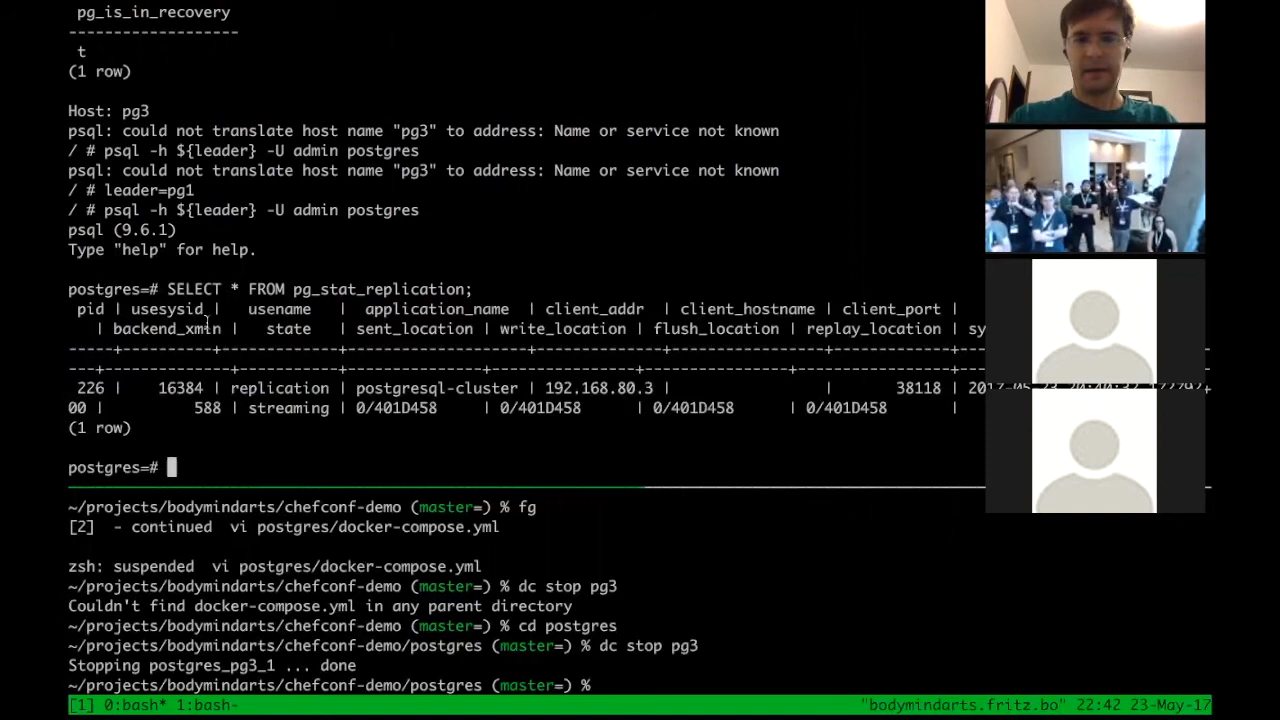 pg_is_in_recovery
-------------------
t
(1 row)
Host: pg3
psql: could not translate host name "pg3" to address: Name or service not known
/ # psql -h ${leader} -U admin postgres
psql: could not translate host name "pg3" to address: Name or service not known
/ # leader=pg1
/ # psql -h ${leader} -U admin postgres
psql (9.6.1)
Type "help" for help.
postgres=# SELECT * FROM pg_stat_replication;
pid | usesysid | usename | application_name | client_addr | client_hostname | client_port |
| backend_xmin | state | sent_location | write_location | flush_location | replay_location | sy
226 | 16384 | replication | postgresql-cluster | 192.168.80.3 | | 38118 |
00 | 588 | streaming | 0/401D458 | 0/401D458 | 0/401D458 | 0/401D458 |
(1 row)
postgres=#
~/projects/bodymindarts/chefconf-demo (master=) % fg
[2] - continued vi postgres/docker-compose.yml
zsh: suspended vi postgres/docker-compose.yml
~/projects/bodymindarts/chefconf-demo (master=) % dc stop pg3
Couldn't find docker-compose.yml in any parent directory
~/projects/bodymindarts/chefconf-demo (master=) % cd postgres
~/projects/bodymindarts/chefconf-demo/postgres (master=) % dc stop pg3
Stopping postgres_pg3_1 ... done
~/projects/bodymindarts/chefconf-demo/postgres (master=) %
[1] 0:bash* 1:bash- "bodymindarts.fritz.bo" 22:42 23-May-17